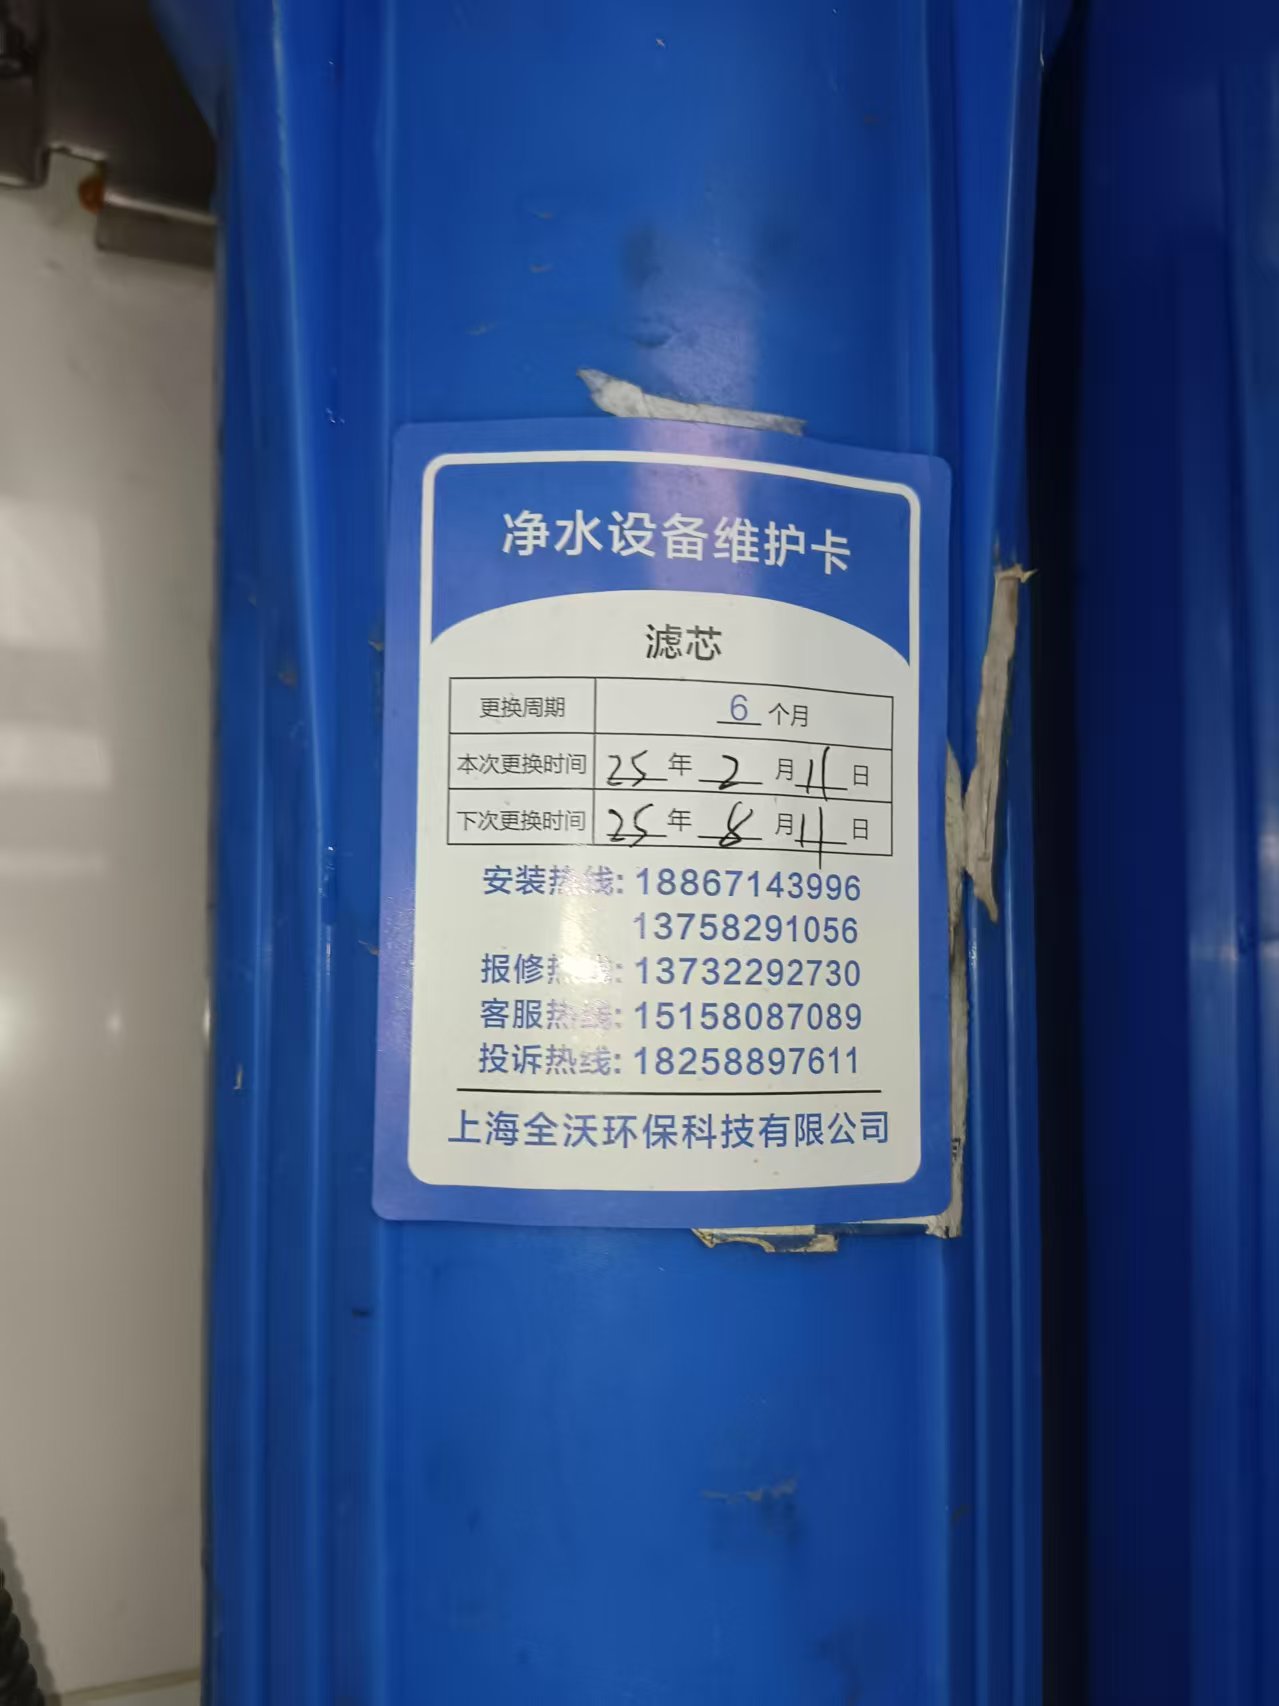 净水设备维护卡
滤芯
更换周期 6 个月
本次更换时间 25 年 2 月 11 日
下次更换时间 25 年 8 月 11 日
安装热线: 18867143996
13758291056
报修热线: 13732292730
客服热线: 15158087089
投诉热线: 18258897611
上海全沃环保科技有限公司